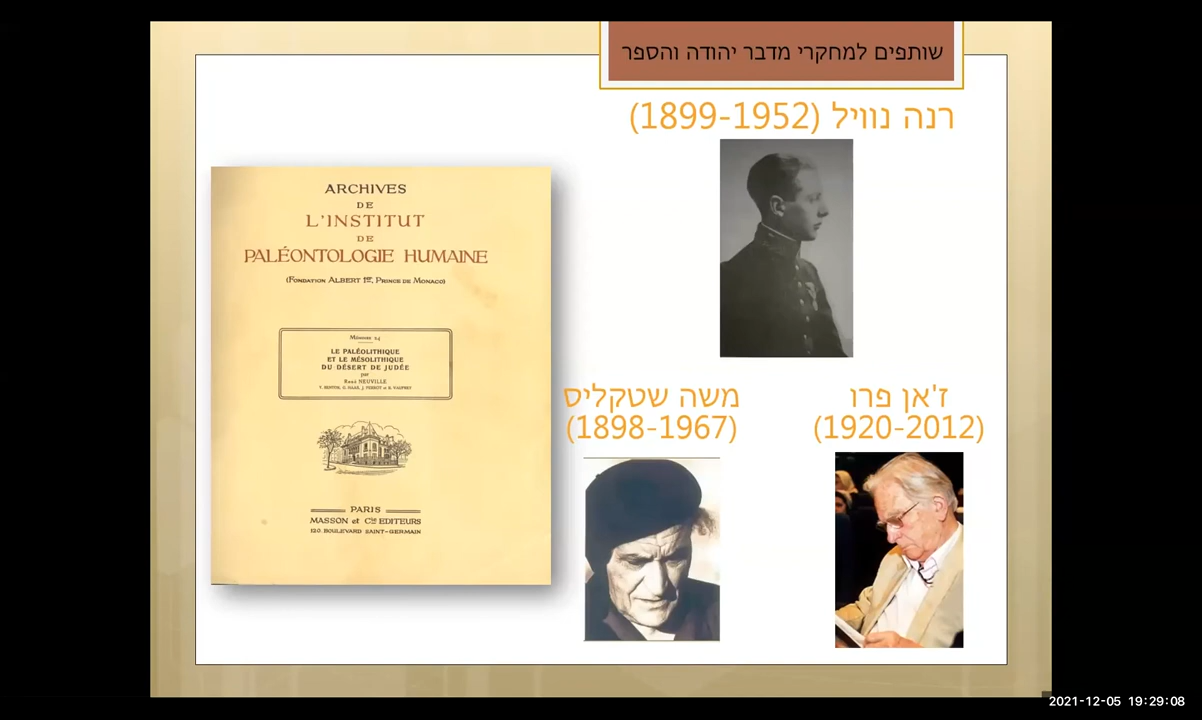 שותפים למחקרי מדבר יהודה והספר
רנה נוויל (1899-1952)
ARCHIVES
DE
L'INSTITUT
DE
PALÉONTOLOGIE HUMAINE
(Fondation Albert Ier, Prince de Monaco)
Mémoire 24
LE PALÉOLITHIQUE
ET LE MÉSOLITHIQUE
DU DÉSERT DE JUDÉE
par
René NEUVILLE
PARIS
MASSON et Cie EDITEURS
120 BOULEVARD SAINT-GERMAIN
ז'אן פרו
(1920-2012)
משה שטקליס
(1898-1967)
2021-12-05 19:29:08